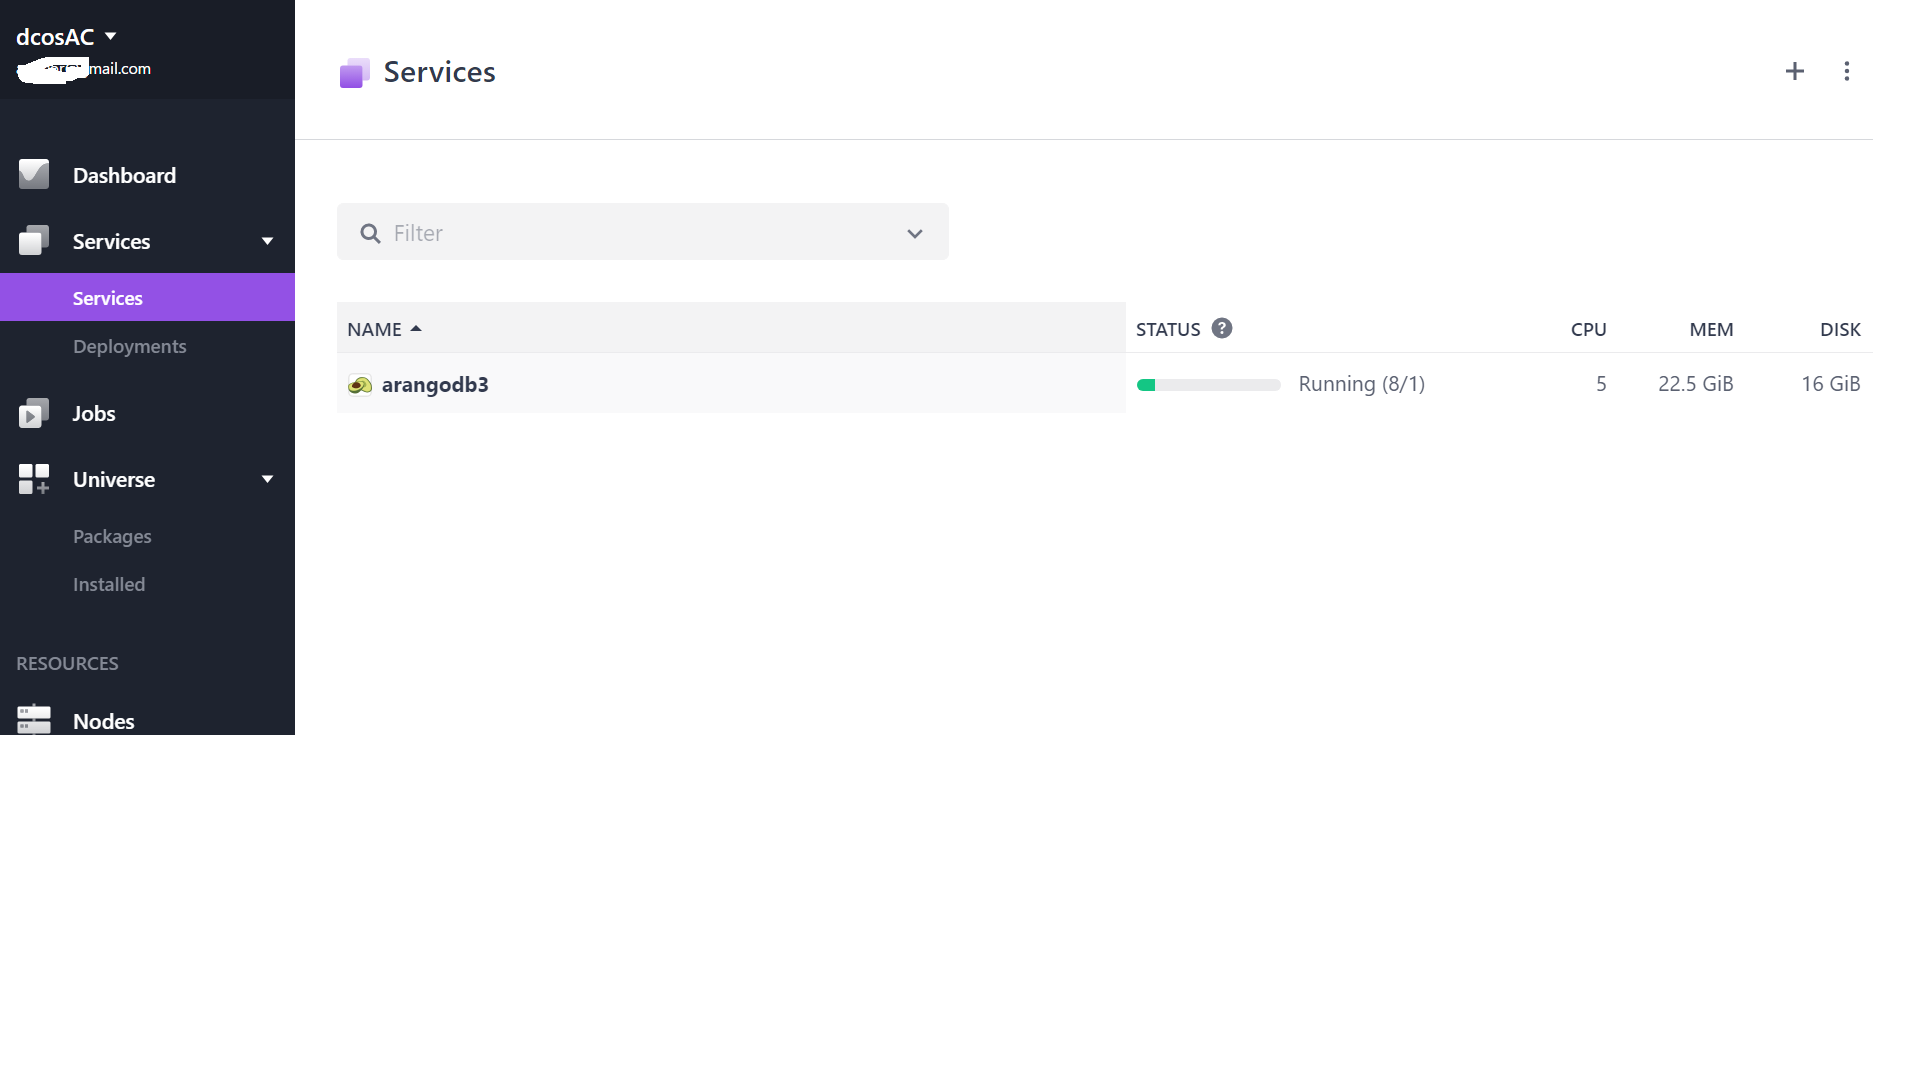 dcosAC
mail.com
Dashboard
Services
Services
Deployments
Jobs
Universe
Packages
Installed
RESOURCES
Nodes
Services
Filter
NAME STATUS ? CPU MEM DISK
arangodb3 Running (8/1) 5 22.5 GiB 16 GiB